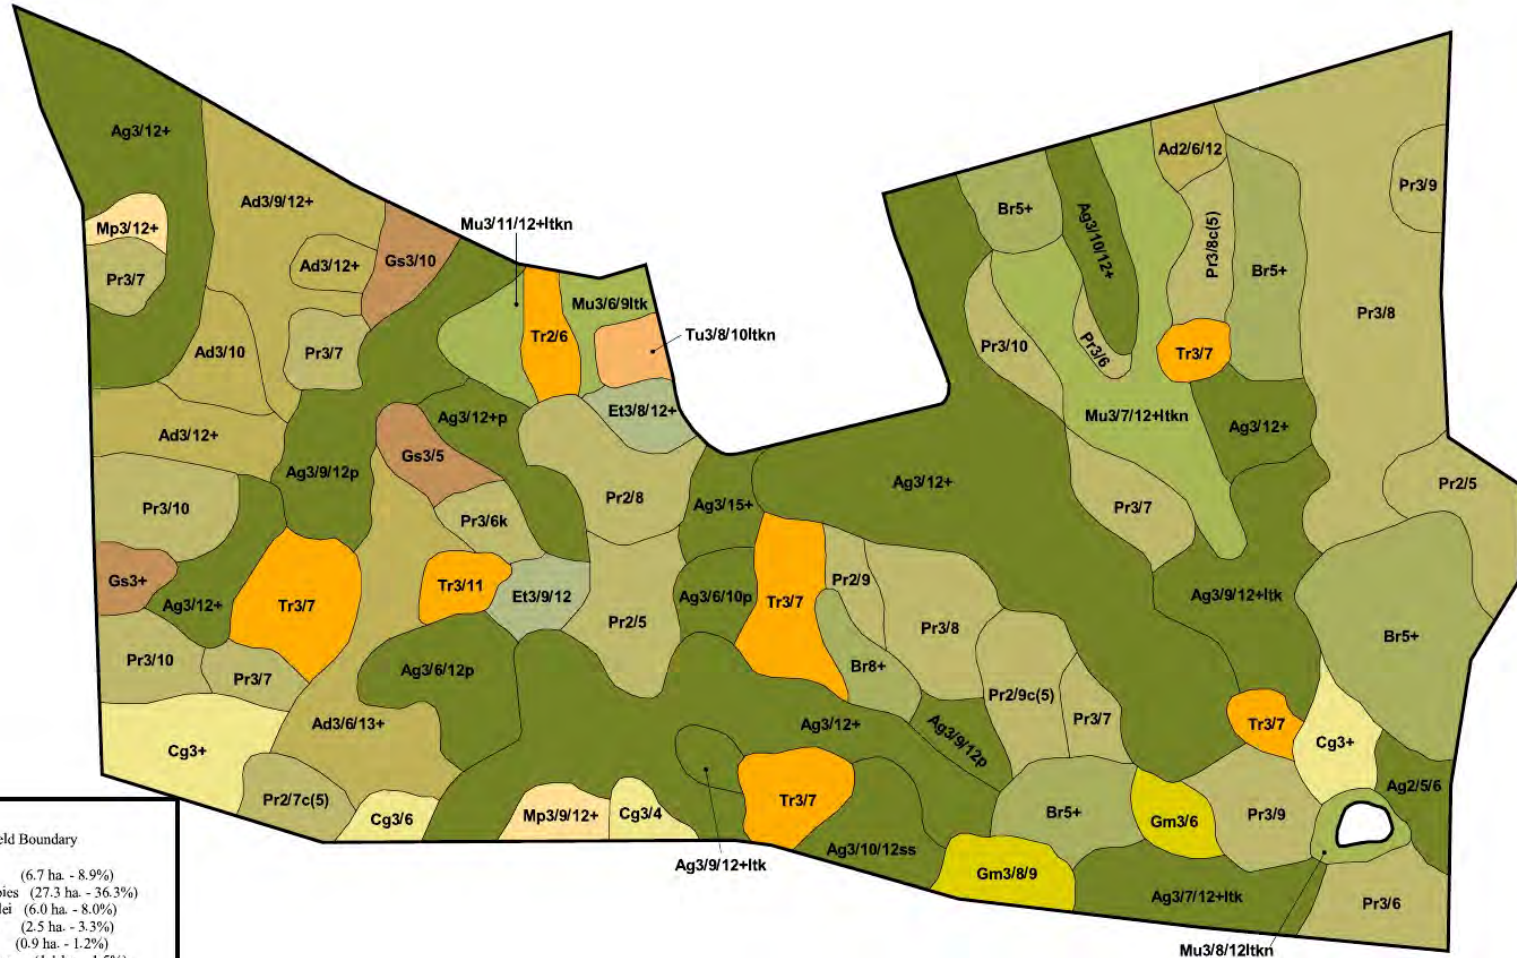 Ag3/12+
Ad2/6/12
Pr3/9
Ad3/9/12+
Br5+
Ag3/10/12+
Mp3/12+
Mu3/11/12+ltkn
Pr3/8c(5)
Gs3/10
Ad3/12+
Br5+
Pr3/7
Mu3/6/9ltk
Pr3/8
Tr2/6
Tu3/8/10ltkn
Ad3/10
Pr3/7
Pr3/10
Pr3/6
Tr3/7
Ag3/12+p
Et3/8/12+
Mu3/7/12+ltkn
Ag3/12+
Ad3/12+
Gs3/5
Ag3/9/12p
Ag3/12+
Pr2/5
Pr2/8
Ag3/15+
Pr3/10
Pr3/6k
Pr3/7
Gs3+
Tr3/11
Pr2/9
Ag3/12+
Tr3/7
Et3/9/12
Ag3/6/10p
Tr3/7
Ag3/9/12+ltk
Pr2/5
Pr3/8
Br5+
Pr3/10
Pr3/7
Ag3/6/12p
Br8+
Pr2/9c(5)
Pr3/7
Ad3/6/13+
Ag3/12+
Ag3/9/12p
Tr3/7
Cg3+
Cg3+
Pr2/7c(5)
Cg3/6
Mp3/9/12+
Cg3/4
Tr3/7
Br5+
Gm3/6
Pr3/9
Ag2/5/6
Ag3/9/12+ltk
Ag3/10/12ss
Gm3/8/9
Ag3/7/12+ltk
Pr3/6
Mu3/8/12ltkn
eld Boundary
(6.7 ha. - 8.9%)
pies (27.3 ha. - 36.3%)
lei (6.0 ha. - 8.0%)
(2.5 ha. - 3.3%)
(0.9 ha. - 1.2%)